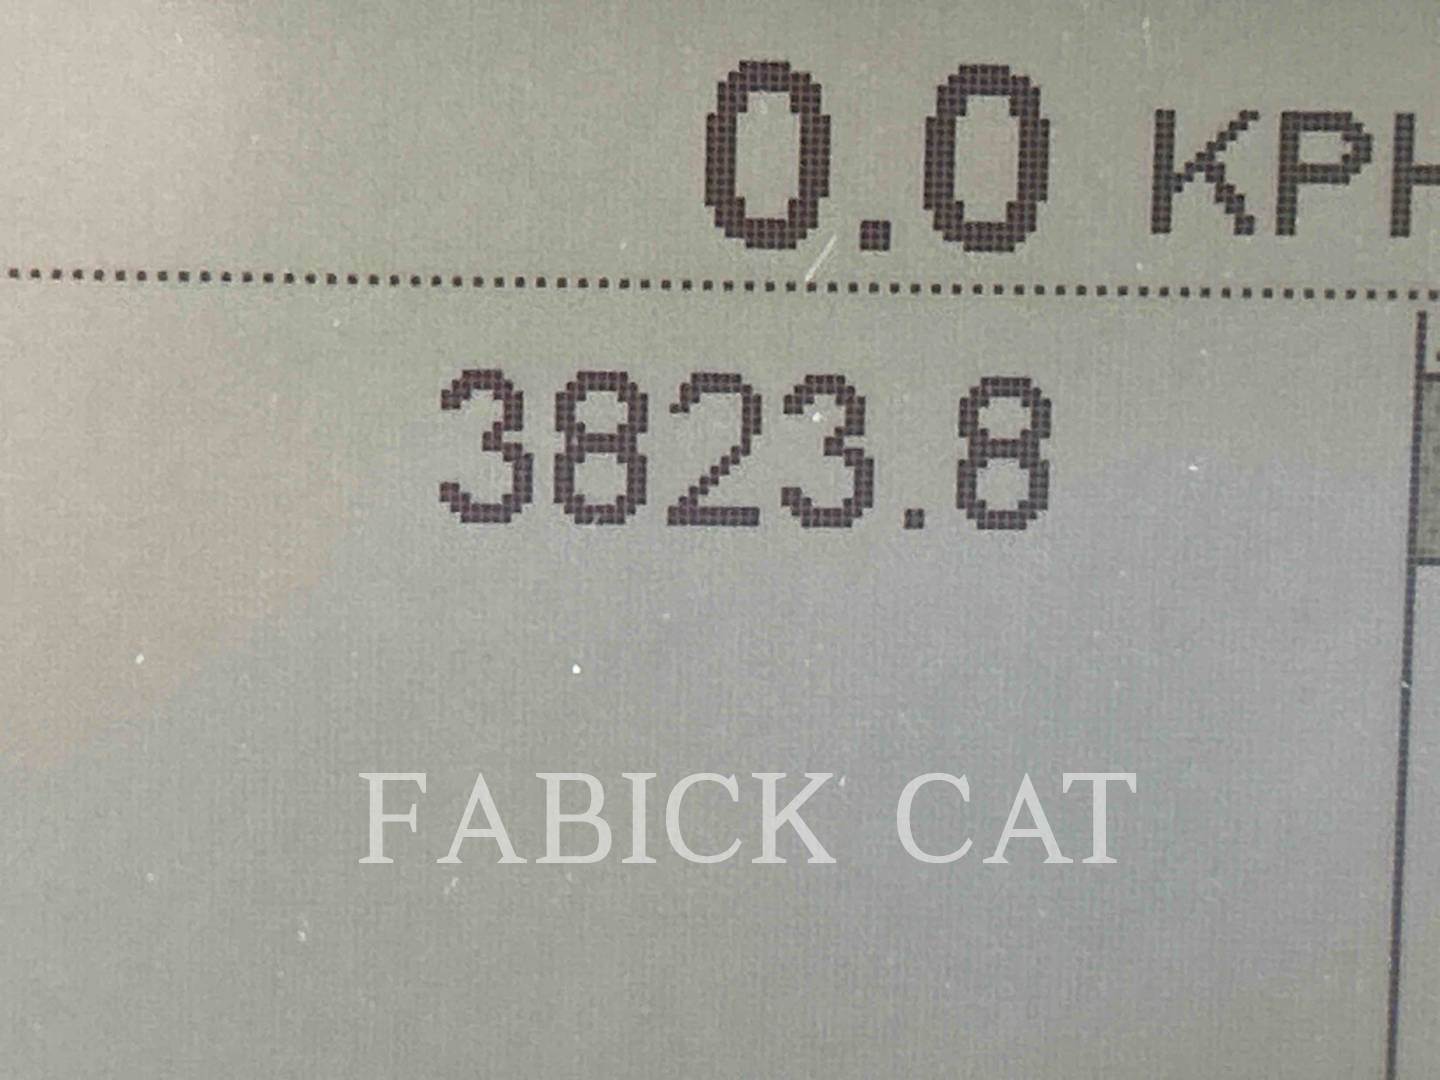 0.0 KPH
3823.8
FABICK CAT